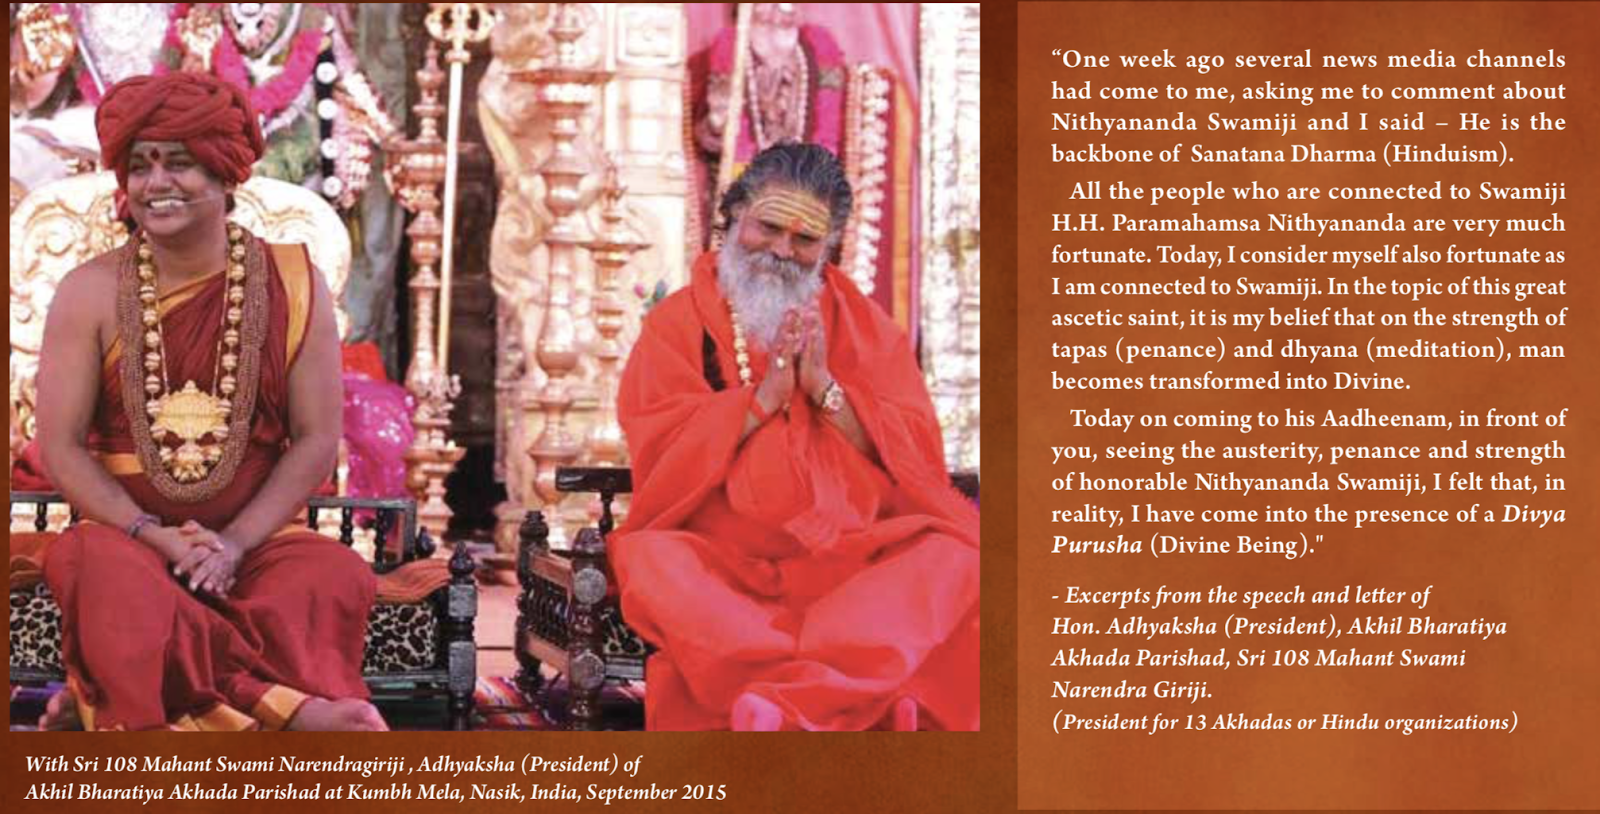 “One week ago several news media channels
had come to me, asking me to comment about
Nithyananda Swamiji and I said – He is the
backbone of Sanatana Dharma (Hinduism).
All the people who are connected to Swamiji
H.H. Paramahamsa Nithyananda are very much
fortunate. Today, I consider myself also fortunate as
I am connected to Swamiji. In the topic of this great
ascetic saint, it is my belief that on the strength of
tapas (penance) and dhyana (meditation), man
becomes transformed into Divine.
Today on coming to his Aadheenam, in front of
you, seeing the austerity, penance and strength
of honorable Nithyananda Swamiji, I felt that, in
reality, I have come into the presence of a Divya
Purusha (Divine Being)."
- Excerpts from the speech and letter of
Hon. Adhyaksha (President), Akhil Bharatiya
Akhada Parishad, Sri 108 Mahant Swami
Narendra Giriji.
(President for 13 Akhadas or Hindu organizations)
With Sri 108 Mahant Swami Narendragiriji , Adhyaksha (President) of
Akhil Bharatiya Akhada Parishad at Kumbh Mela, Nasik, India, September 2015